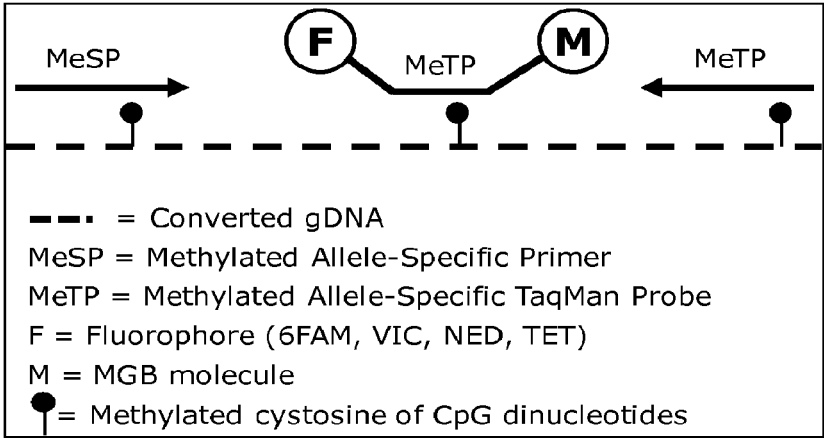 F M
MeSP MeTP MeTP
= Converted gDNA
MeSP = Methylated Allele-Specific Primer
MeTP = Methylated Allele-Specific TaqMan Probe
F = Fluorophore (6FAM, VIC, NED, TET)
M = MGB molecule
= Methylated cystosine of CpG dinucleotides